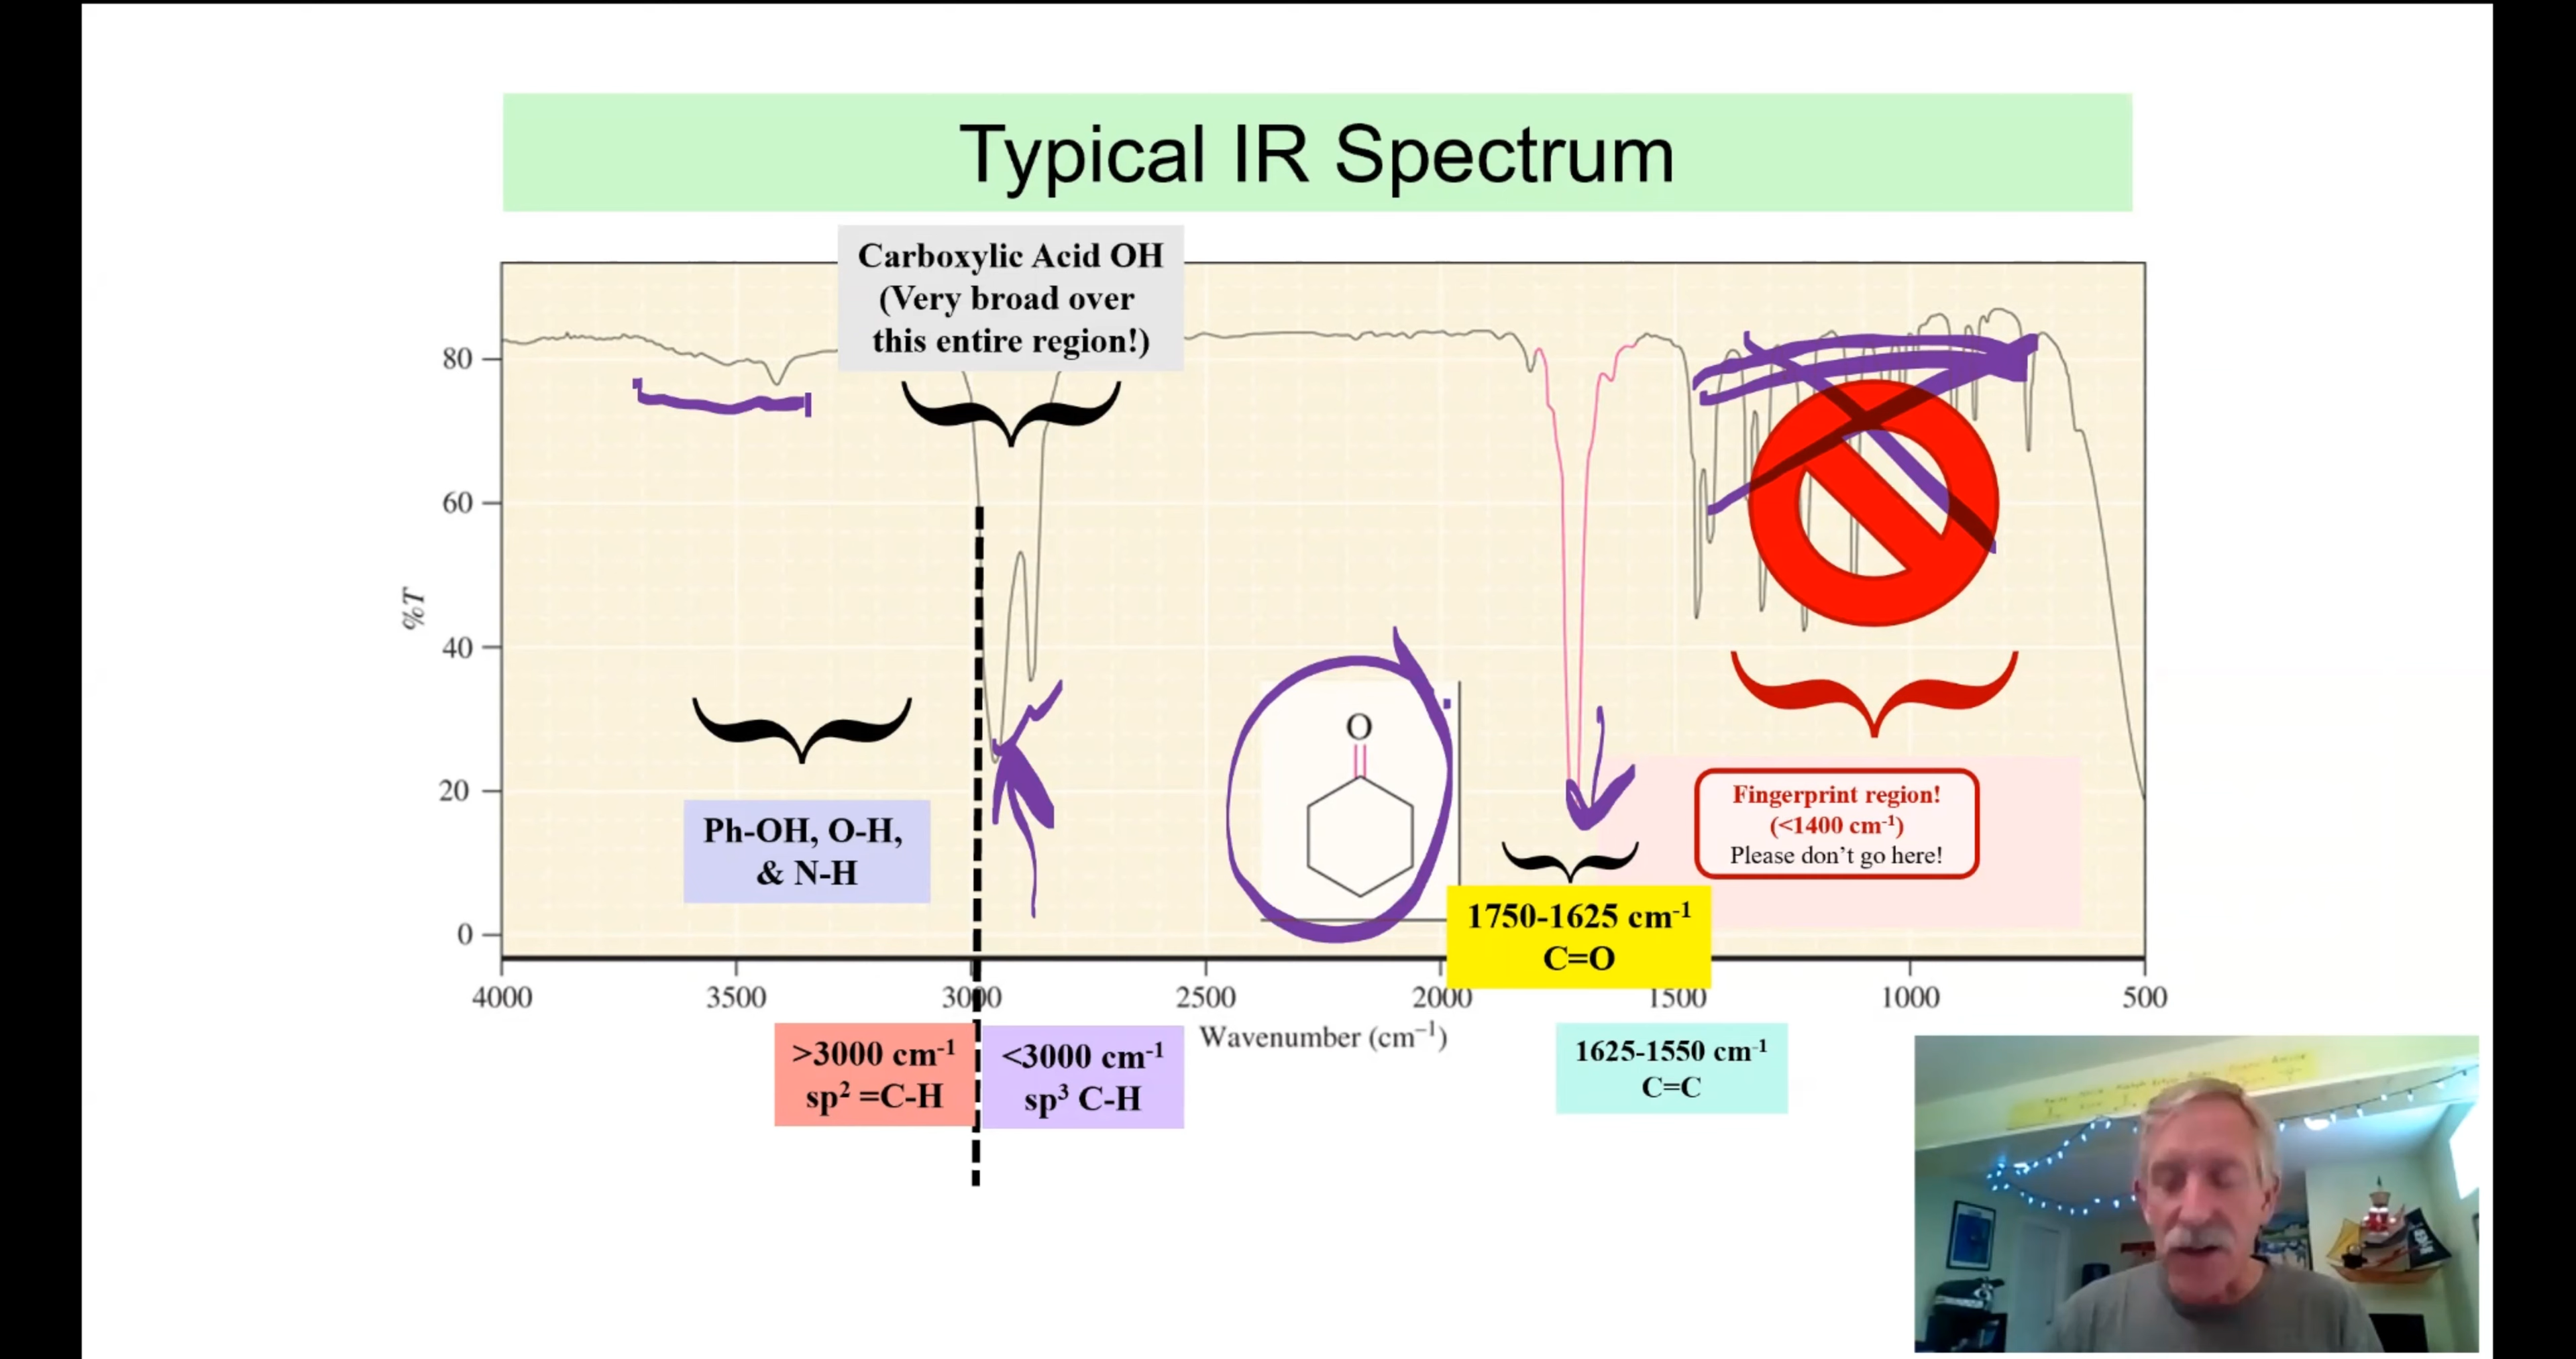 Typical IR Spectrum
Carboxylic Acid OH
(Very broad over
this entire region!)
80
60
%T
40
20
0
O
Ph-OH, O-H,
& N-H
Fingerprint region!
(<1400 cm-1)
Please don't go here!
1750-1625 cm-1
C=O
4000 3500 3000 2500 2000 1500 1000 500
Wavenumber (cm−1)
>3000 cm-1
sp2 =C-H
<3000 cm-1
sp3 C-H
1625-1550 cm-1
C=C